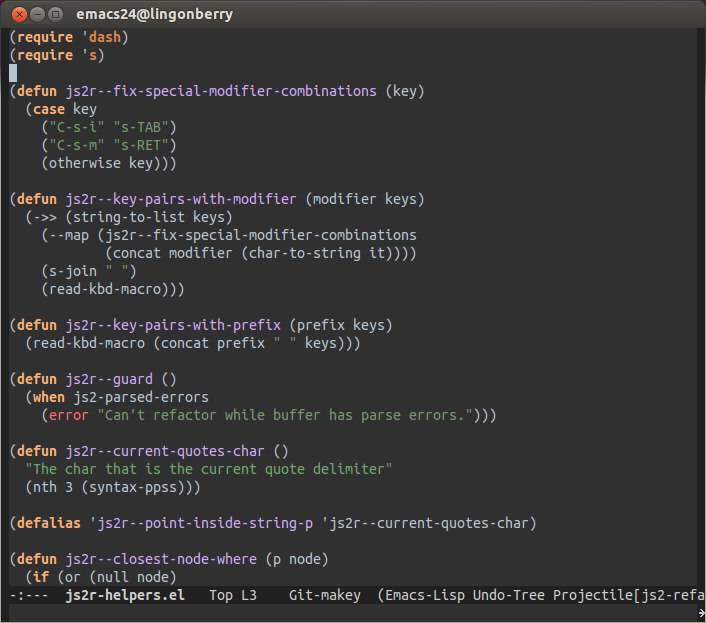 emacs24@lingonberry
(require 'dash)
(require 's)
(defun js2r--fix-special-modifier-combinations (key)
  (case key
    ("C-s-i" "s-TAB")
    ("C-s-m" "s-RET")
    (otherwise key)))
(defun js2r--key-pairs-with-modifier (modifier keys)
  (->> (string-to-list keys)
    (--map (js2r--fix-special-modifier-combinations
            (concat modifier (char-to-string it))))
    (s-join " ")
    (read-kbd-macro)))
(defun js2r--key-pairs-with-prefix (prefix keys)
  (read-kbd-macro (concat prefix " " keys)))
(defun js2r--guard ()
  (when js2-parsed-errors
    (error "Can't refactor while buffer has parse errors.")))
(defun js2r--current-quotes-char ()
  "The char that is the current quote delimiter"
  (nth 3 (syntax-ppss)))
(defalias 'js2r--point-inside-string-p 'js2r--current-quotes-char)
(defun js2r--closest-node-where (p node)
  (if (or (null node)
-:---  js2r-helpers.el   Top L3    Git-makey  (Emacs-Lisp Undo-Tree Projectile[js2-refa